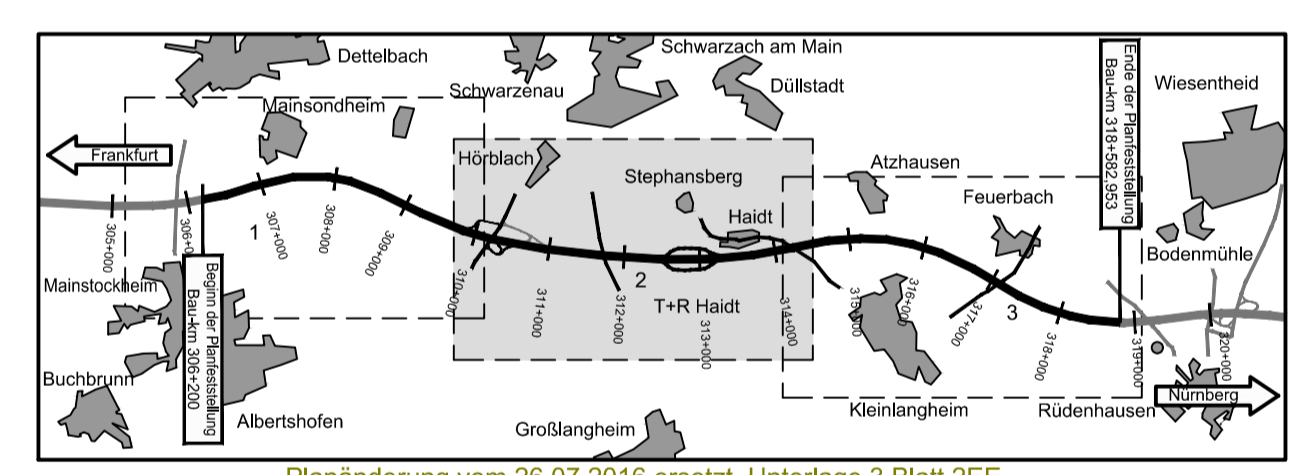 Dettelbach
Schwarzach am Main
Schwarzenau
Düllstadt
Wiesentheid
Mainsondheim
Frankfurt
Hörblach
Stephansberg
Atzhausen
Feuerbach
Haidt
Ende der Planfeststellung
Bau-km 318+582,953
305+000
306+0
307+000
308+000
309+000
310+000
311+000
312+000
313+000
314+000
315+000
316+000
317+000
318+000
319+000
320+000
1
2
3
T+R Haidt
Bodenmühle
Mainstockheim
Beginn der Planfeststellung
Bau-km 306+200
Buchbrunn
Albertshofen
Großlangheim
Kleinlangheim
Rüdenhausen
Nürnberg